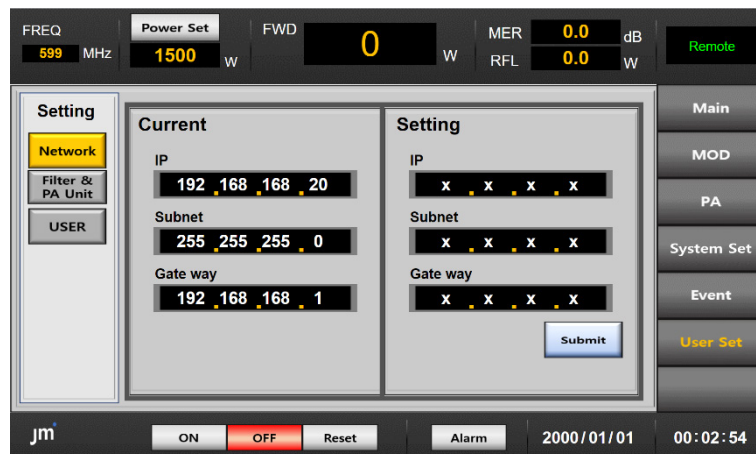 FREQ
599 MHz
Power Set
1500 W
FWD
0 W
MER 0.0 dB
RFL 0.0 W
Remote
Setting
Network
Filter &
PA Unit
USER
Current
IP
192 .168 .168 .20
Subnet
255 .255 .255 . 0
Gate way
192 .168 .168 . 1
Setting
IP
x . x . x . x
Subnet
x . x . x . x
Gate way
x . x . x . x
Submit
Main
MOD
PA
System Set
Event
User Set
JM
ON OFF Reset Alarm 2000/01/01 00:02:54